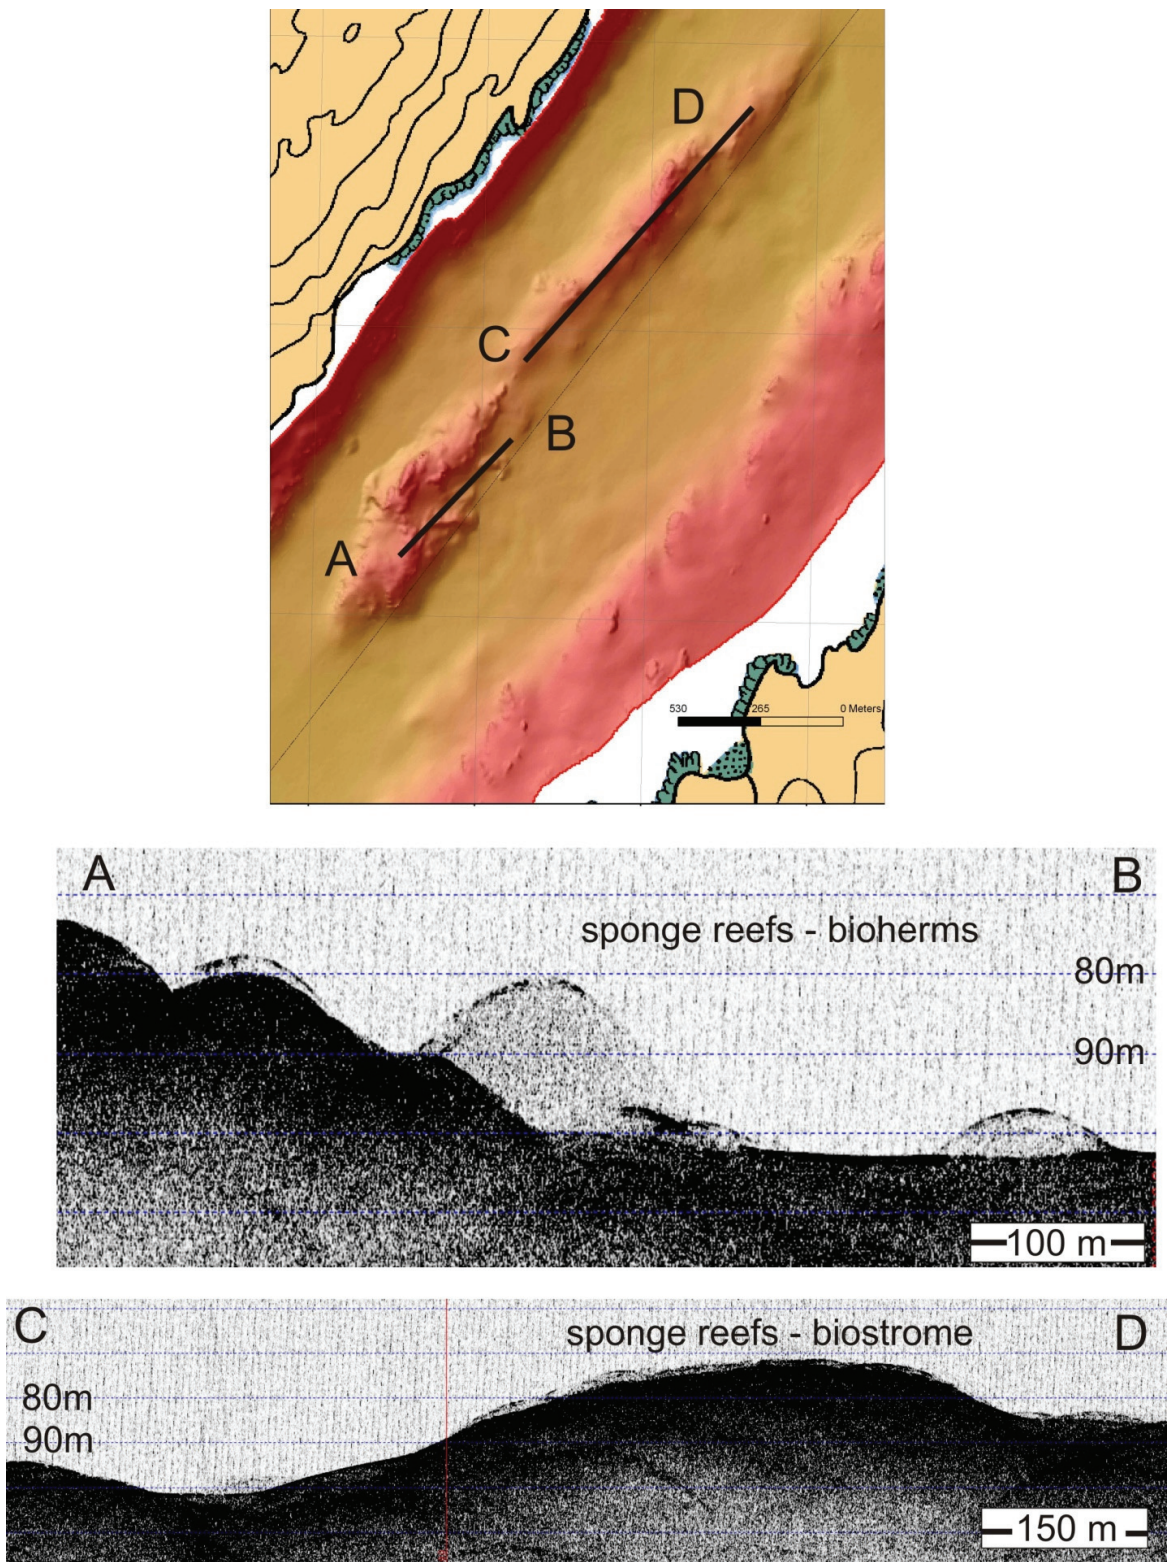 D
C
B
A
530 265 0 Meters
A B
sponge reefs - bioherms
80m
90m
100 m
C D
sponge reefs - biostrome
80m
90m
150 m